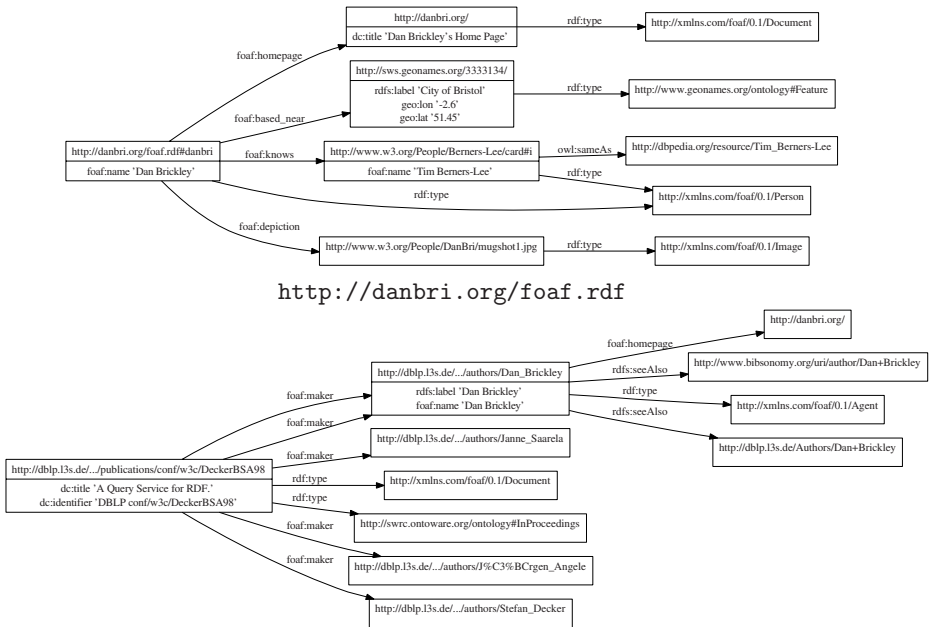 http://danbri.org/
dc:title 'Dan Brickley's Home Page'
rdf:type
http://xmlns.com/foaf/0.1/Document
foaf:homepage
http://sws.geonames.org/3333134/
rdfs:label 'City of Bristol'
geo:lon '-2.6'
geo:lat '51.45'
rdf:type
http://www.geonames.org/ontology#Feature
foaf:based_near
http://danbri.org/foaf.rdf#danbri
foaf:name 'Dan Brickley'
foaf:knows
http://www.w3.org/People/Berners-Lee/card#i
foaf:name 'Tim Berners-Lee'
owl:sameAs
http://dbpedia.org/resource/Tim_Berners-Lee
rdf:type
rdf:type
http://xmlns.com/foaf/0.1/Person
foaf:depiction
http://www.w3.org/People/DanBri/mugshot1.jpg
rdf:type
http://xmlns.com/foaf/0.1/Image
http://danbri.org/foaf.rdf
http://danbri.org/
foaf:homepage
http://dblp.l3s.de/.../authors/Dan_Brickley
rdfs:label 'Dan Brickley'
foaf:name 'Dan Brickley'
rdfs:seeAlso
http://www.bibsonomy.org/uri/author/Dan+Brickley
rdf:type
http://xmlns.com/foaf/0.1/Agent
rdfs:seeAlso
http://dblp.l3s.de/Authors/Dan+Brickley
foaf:maker
foaf:maker
http://dblp.l3s.de/.../authors/Janne_Saarela
foaf:maker
http://dblp.l3s.de/.../publications/conf/w3c/DeckerBSA98
dc:title 'A Query Service for RDF.'
dc:identifier 'DBLP conf/w3c/DeckerBSA98'
rdf:type
http://xmlns.com/foaf/0.1/Document
rdf:type
http://swrc.ontoware.org/ontology#InProceedings
foaf:maker
http://dblp.l3s.de/.../authors/J%C3%BCrgen_Angele
foaf:maker
http://dblp.l3s.de/.../authors/Stefan_Decker